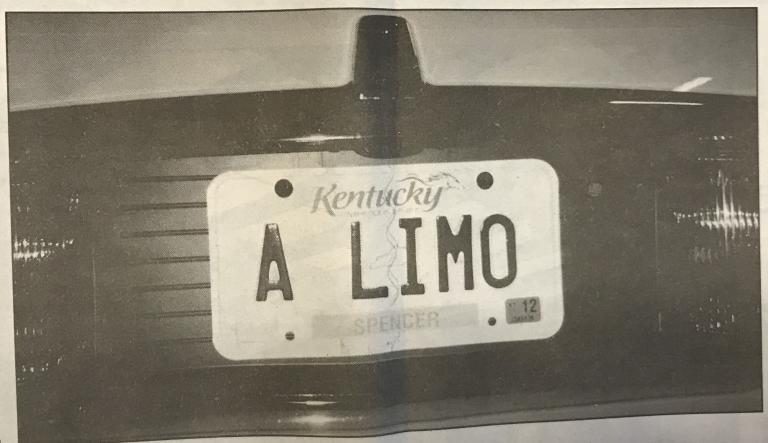 Kentucky
A LIMO
12
SPENCER